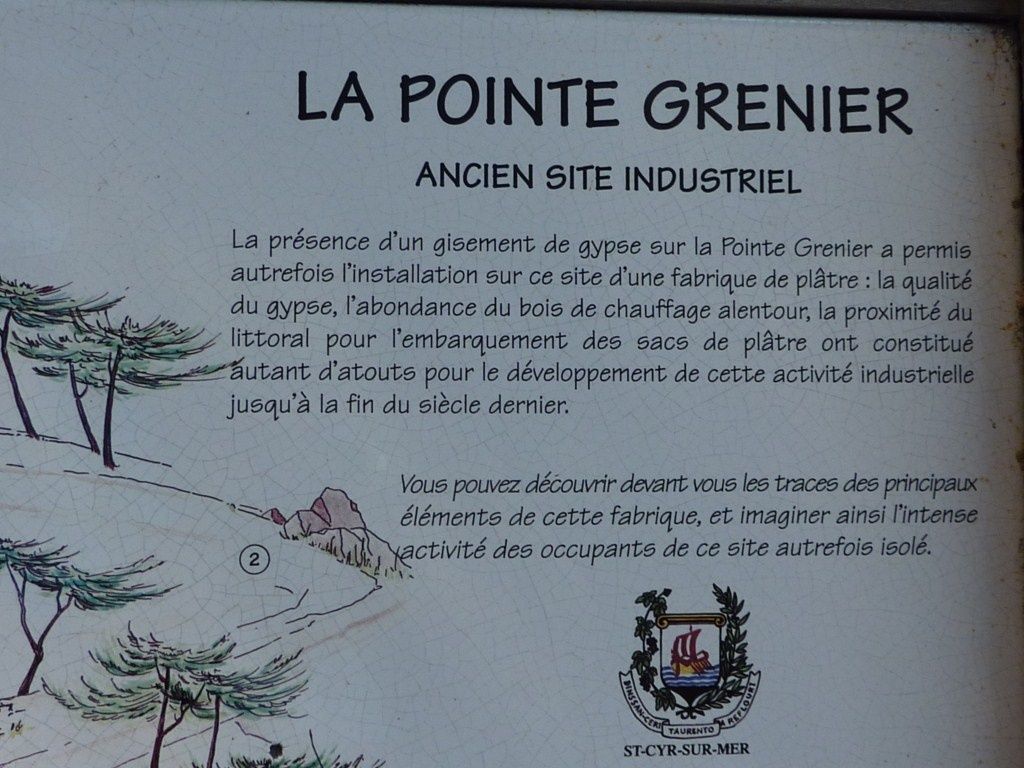 LA POINTE GRENIER
ANCIEN SITE INDUSTRIEL
La présence d'un gisement de gypse sur la Pointe Grenier a permis
autrefois l'installation sur ce site d'une fabrique de plâtre : la qualité
du gypse, l'abondance du bois de chauffage alentour, la proximité du
littoral pour l'embarquement des sacs de plâtre ont constitué
autant d'atouts pour le développement de cette activité industrielle
jusqu'à la fin du siècle dernier.
Vous pouvez découvrir devant vous les traces des principaux
éléments de cette fabrique, et imaginer ainsi l'intense
activité des occupants de ce site autrefois isolé.
2
TAURENTO
ST-CYR-SUR-MER